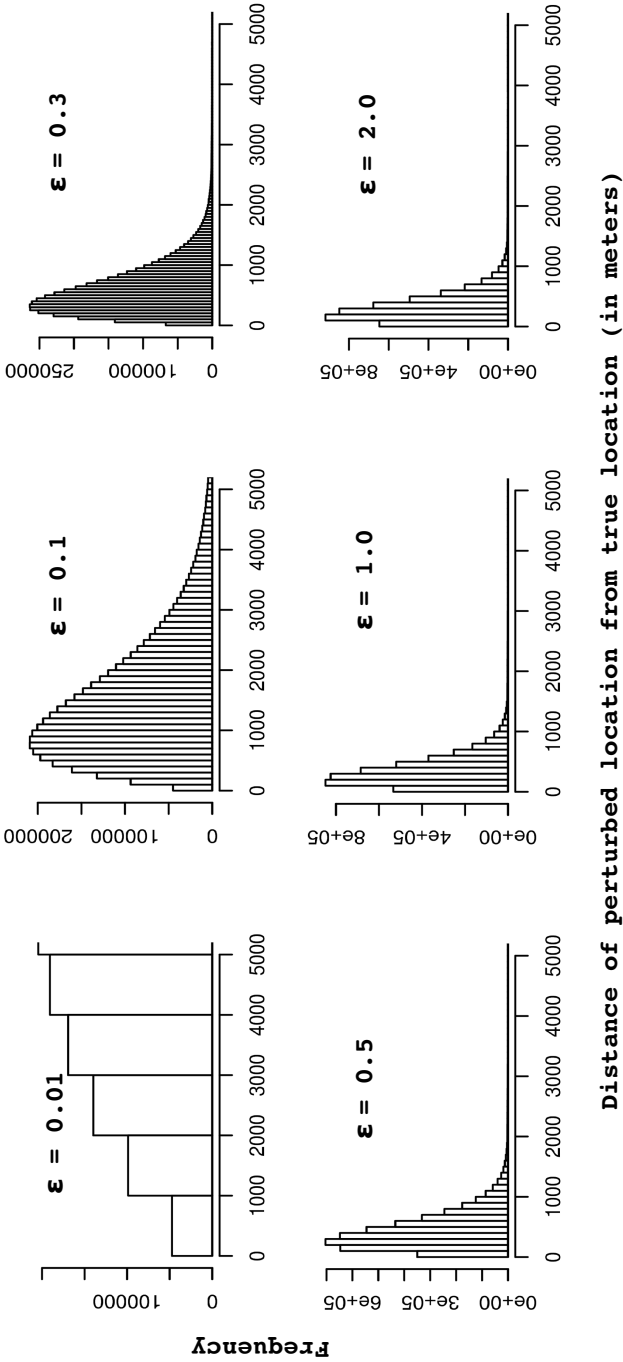 Frequency
ε = 0.01
0 100000
0 1000 2000 3000 4000 5000
ε = 0.1
0 100000 200000
0 1000 2000 3000 4000 5000
ε = 0.3
0 100000 250000
0 1000 2000 3000 4000 5000
ε = 0.5
0e+00 3e+05 6e+05
0 1000 2000 3000 4000 5000
ε = 1.0
0e+00 4e+05 8e+05
0 1000 2000 3000 4000 5000
ε = 2.0
0e+00 4e+05 8e+05
0 1000 2000 3000 4000 5000
Distance of perturbed location from true location (in meters)